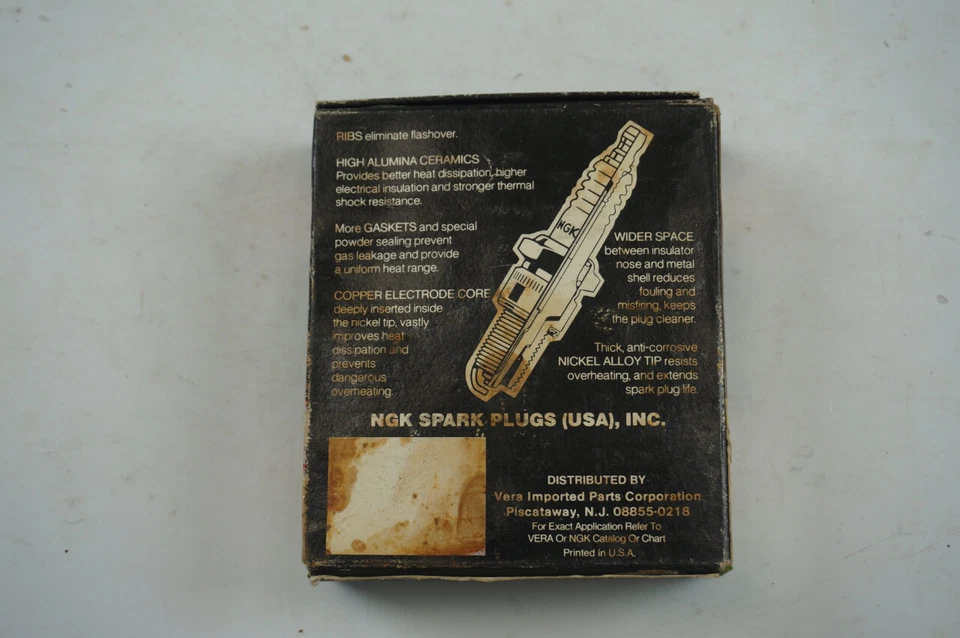 RIBS eliminate flashover.
HIGH ALUMINA CERAMICS
Provides better heat dissipation, higher
electrical insulation and stronger thermal
shock resistance.
More GASKETS and special
powder sealing prevent
gas leakage and provide
a uniform heat range.
COPPER ELECTRODE CORE
deeply inserted inside
the nickel tip, vastly
improves heat
dissipation and
prevents
dangerous
overheating.
NGK
WIDER SPACE
between insulator
nose and metal
shell reduces
fouling and
misfiring, keeps
the plug cleaner.
Thick, anti-corrosive
NICKEL ALLOY TIP resists
overheating, and extends
spark plug life.
NGK SPARK PLUGS (USA), INC.
DISTRIBUTED BY
Vera Imported Parts Corporation
Piscataway, N.J. 08855-0218
For Exact Application Refer To
VERA Or NGK Catalog Or Chart
Printed in U.S.A.